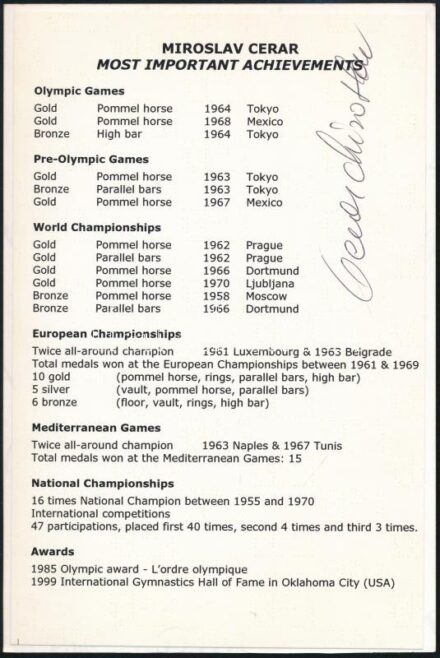 MIROSLAV CERAR
MOST IMPORTANT ACHIEVEMENTS
Olympic Games
Gold Pommel horse 1964 Tokyo
Gold Pommel horse 1968 Mexico
Bronze High bar 1964 Tokyo
Pre-Olympic Games
Gold Pommel horse 1963 Tokyo
Bronze Parallel bars 1963 Tokyo
Gold Pommel horse 1967 Mexico
World Championships
Gold Pommel horse 1962 Prague
Gold Parallel bars 1962 Prague
Gold Pommel horse 1966 Dortmund
Gold Pommel horse 1970 Ljubljana
Bronze Pommel horse 1958 Moscow
Bronze Parallel bars 1966 Dortmund
European Championships
Twice all-around champion 1961 Luxembourg & 1963 Belgrade
Total medals won at the European Championships between 1961 & 1969
10 gold (pommel horse, rings, parallel bars, high bar)
5 silver (vault, pommel horse, parallel bars)
6 bronze (floor, vault, rings, high bar)
Mediterranean Games
Twice all-around champion 1963 Naples & 1967 Tunis
Total medals won at the Mediterranean Games: 15
National Championships
16 times National Champion between 1955 and 1970
International competitions
47 participations, placed first 40 times, second 4 times and third 3 times.
Awards
1985 Olympic award - L'ordre olympique
1999 International Gymnastics Hall of Fame in Oklahoma City (USA)